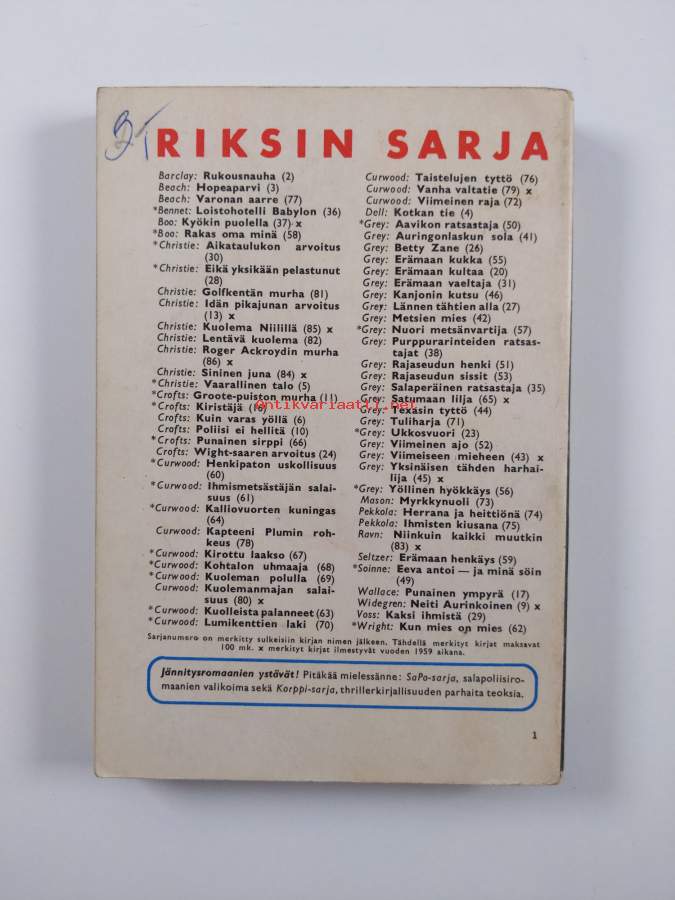 RIKSIN SARJA
Barclay: Rukousnauha (2)
Beach: Hopeaparvi (3)
Beach: Varonan aarre (77)
*Bennet: Loistohotelli Babylon (36)
Boo: Kyökin puolella (37) x
*Boo: Rakas oma minä (58)
*Christie: Aikataulukon arvoitus
(30)
*Christie: Eikä yksikään pelastunut
(28)
Christie: Golfkentän murha (81)
Christie: Idän pikajunan arvoitus
(13) x
Christie: Kuolema Niilillä (85) x
Christie: Lentävä kuolema (82)
Christie: Roger Ackroydin murha
(86) x
Christie: Sininen juna (84) x
*Christie: Vaarallinen talo (5)
*Crofts: Groote-puiston murha (11)
*Crofts: Kiristäjä (16)
Crofts: Kuin varas yöllä (6)
Crofts: Poliisi ei hellitä (10)
*Crofts: Punainen sirppi (66)
Crofts: Wight-saaren arvoitus (24)
*Curwood: Henkipaton uskollisuus
(60)
*Curwood: Ihmismetsästäjän salai-
suus (61)
*Curwood: Kalliovuorten kuningas
(64)
Curwood: Kapteeni Plumin roh-
keus (78)
*Curwood: Kirottu laakso (67)
*Curwood: Kohtalon uhmaaja (68)
*Curwood: Kuoleman polulla (69)
Curwood: Kuolemanmajan salai-
suus (80) x
*Curwood: Kuolleista palanneet (63)
*Curwood: Lumikenttien laki (70)
Curwood: Taistelujen tyttö (76)
Curwood: Vanha valtatie (79) x
Curwood: Viimeinen raja (72)
Doll: Kotkan tie (4)
*Grey: Aavikon ratsastaja (50)
Grey: Auringonlaskun sola (41)
Grey: Betty Zane (26)
Grey: Erämaan kukka (55)
Grey: Erämaan kultaa (20)
Grey: Erämaan vaeltaja (31)
Grey: Kanjonin kutsu (46)
Grey: Lännen tähtien alla (27)
Grey: Metsien mies (42)
*Grey: Nuori metsänvartija (57)
Grey: Purppurarinteiden ratsas-
tajat (38)
Grey: Rajaseudun henki (51)
Grey: Rajaseudun sissit (53)
Grey: Salaperäinen ratsastaja (35)
Grey: Satumaan lilja (65) x
Grey: Texasin tyttö (44)
Grey: Tuliharja (71)
*Grey: Ukkosvuori (23)
Grey: Viimeinen ajo (52)
Grey: Viimeiseen mieheen (43) x
Grey: Yksinäisen tähden harhai-
lija (45) x
*Grey: Yöllinen hyökkäys (56)
Mason: Myrkkynuoli (73)
Pekkola: Herrana ja heittiönä (74)
Pekkola: Ihmisten kiusana (75)
Ravn: Niinkuin kaikki muutkin
(83) x
Seltzer: Erämaan henkäys (59)
*Soinne: Eeva antoi — ja minä söin
(49)
Wallace: Punainen ympyrä (17)
Widegren: Neiti Aurinkoinen (9) x
Voss: Kaksi ihmistä (29)
*Wright: Kun mies on mies (62)
Sarjanumero on merkitty sulkeisiin kirjan nimen jälkeen. Tähdellä merkityt kirjat maksavat
100 mk. x merkityt kirjat ilmestyvät vuoden 1959 aikana.
Jännitysromaanien ystävät! Pitäkää mielessänne: SaPo-sarja, salapoliisiro-
maanien valikoima sekä Korppi-sarja, thrillerkirjallisuuden parhaita teoksia.
1
antikvariaatti.net